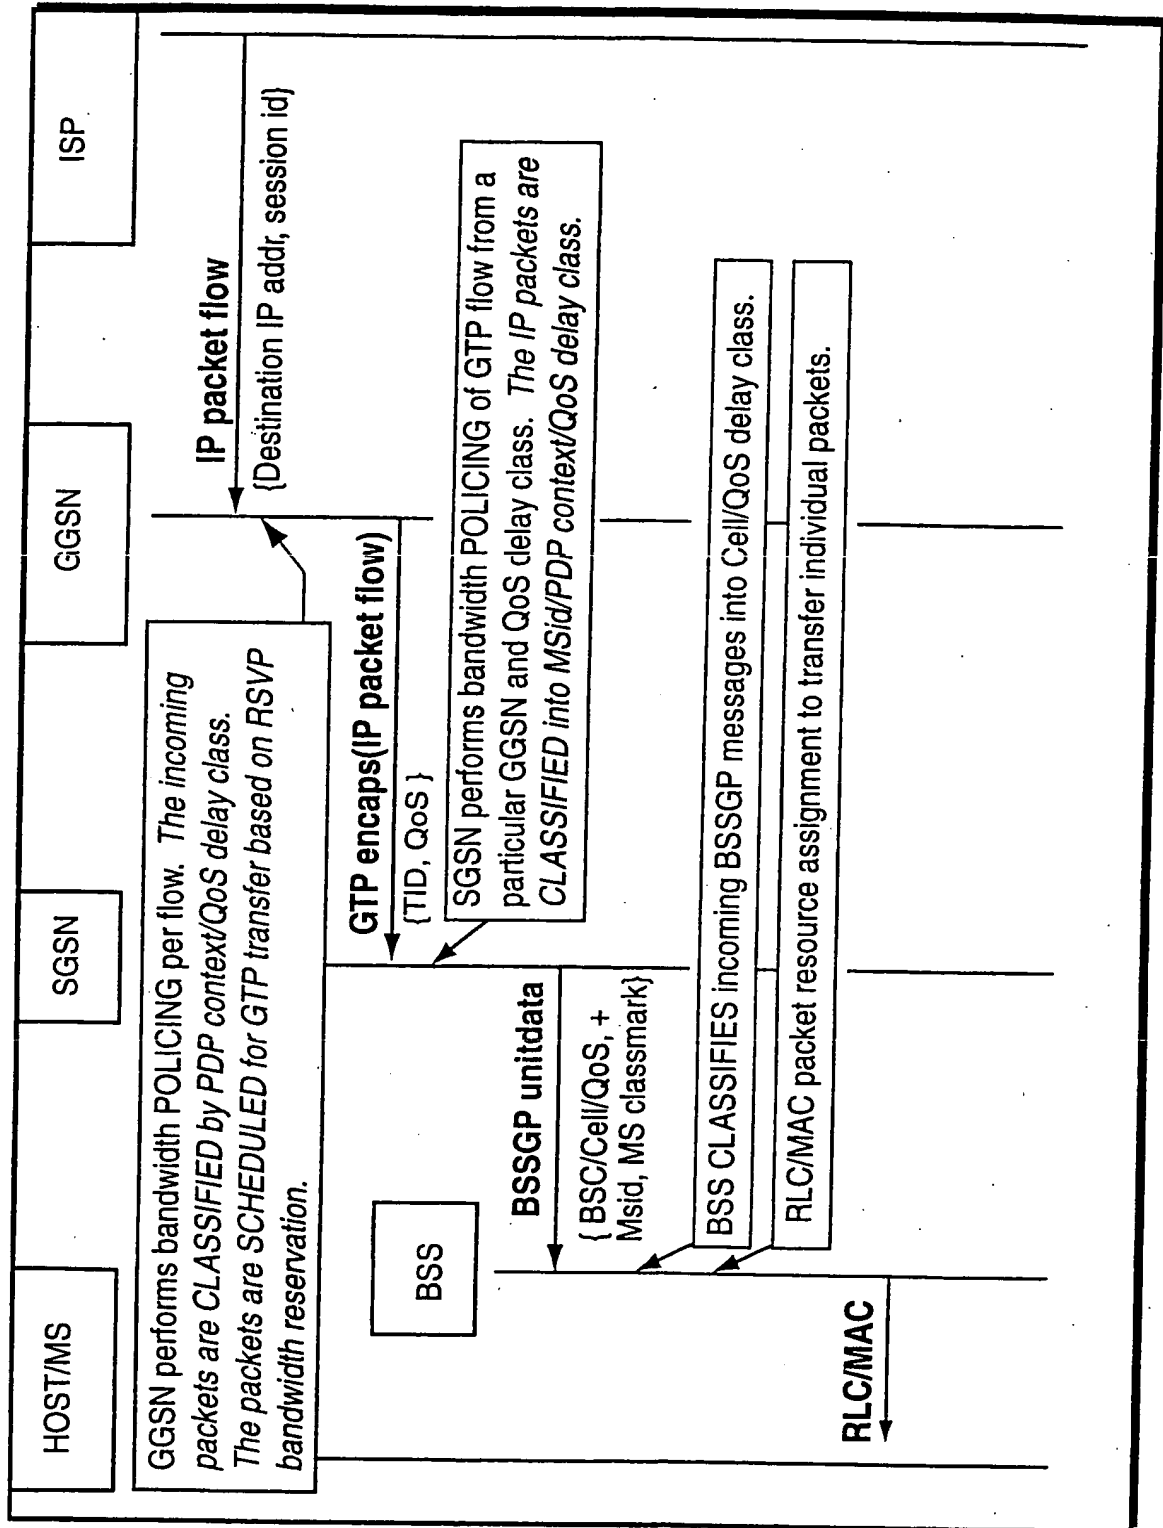 HOST/MS
SGSN
GGSN
ISP
GGSN performs bandwidth POLICING per flow. The incoming
packets are CLASSIFIED by PDP context/QoS delay class.
The packets are SCHEDULED for GTP transfer based on RSVP
bandwidth reservation.
IP packet flow
{Destination IP addr, session id}
GTP encaps(IP packet flow)
{TID, QoS }
SGSN performs bandwidth POLICING of GTP flow from a
particular GGSN and QoS delay class. The IP packets are
CLASSIFIED into MSid/PDP context/QoS delay class.
BSS
BSSGP unitdata
{ BSC/Cell/QoS, +
Msid, MS classmark}
BSS CLASSIFIES incoming BSSGP messages into Cell/QoS delay class.
RLC/MAC packet resource assignment to transfer individual packets.
RLC/MAC